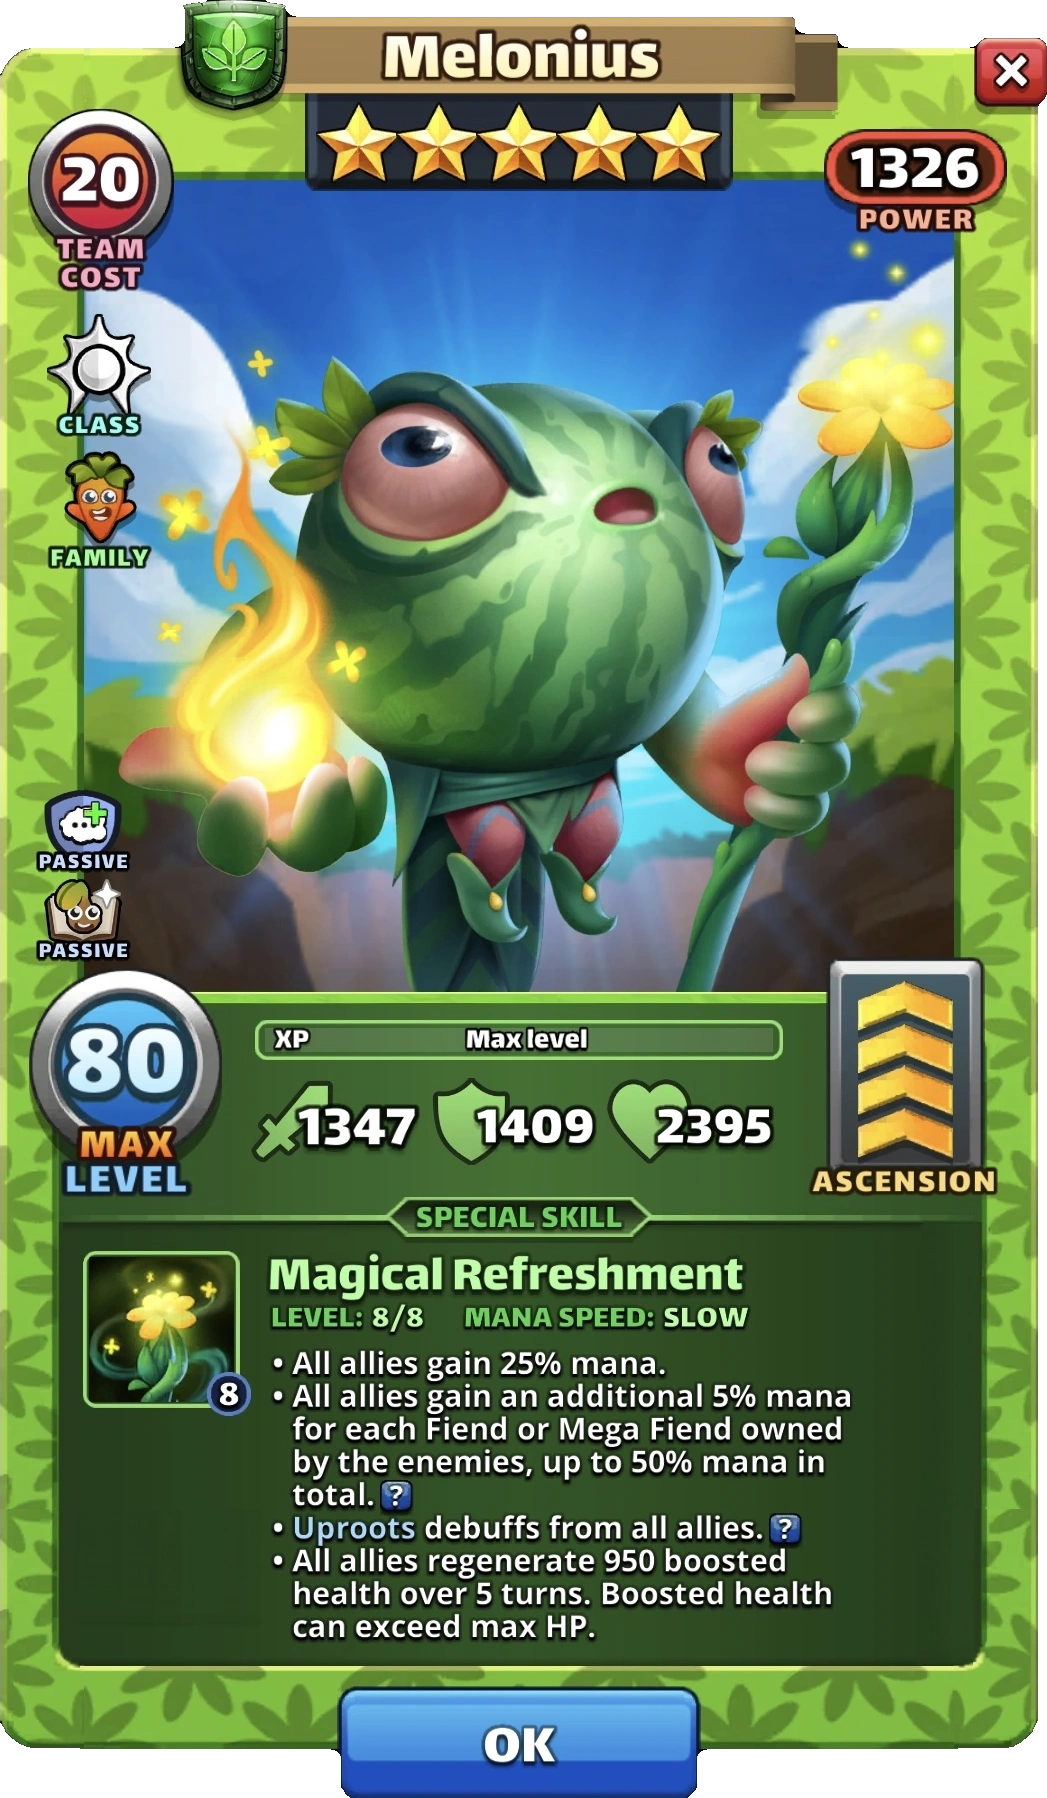 Melonius
20
TEAM
COST
1326
POWER
CLASS
FAMILY
PASSIVE
PASSIVE
80
MAX
LEVEL
XP Max level
1347 1409 2395
ASCENSION
SPECIAL SKILL
Magical Refreshment
LEVEL: 8/8 MANA SPEED: SLOW
8
• All allies gain 25% mana.
• All allies gain an additional 5% mana
for each Fiend or Mega Fiend owned
by the enemies, up to 50% mana in
total. ?
• Uproots debuffs from all allies. ?
• All allies regenerate 950 boosted
health over 5 turns. Boosted health
can exceed max HP.
OK